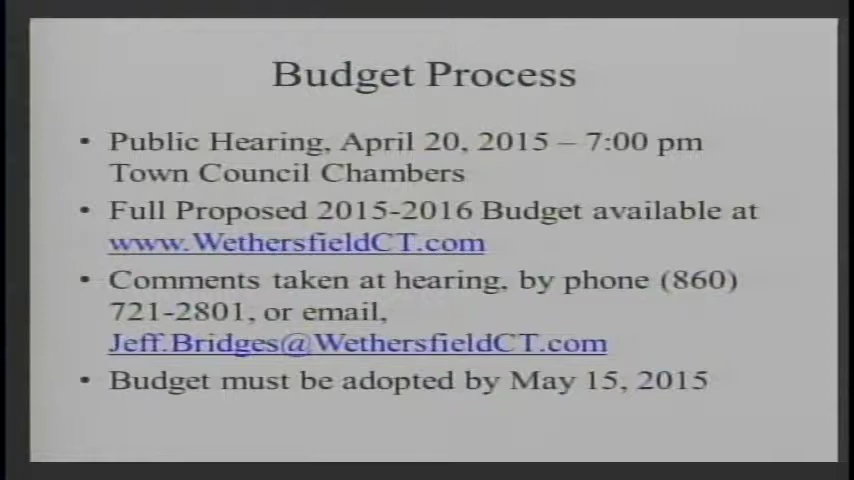 Budget Process
• Public Hearing, April 20, 2015 – 7:00 pm
Town Council Chambers
• Full Proposed 2015-2016 Budget available at
www.WethersfieldCT.com
• Comments taken at hearing, by phone (860)
721-2801, or email,
Jeff.Bridges@WethersfieldCT.com
• Budget must be adopted by May 15, 2015